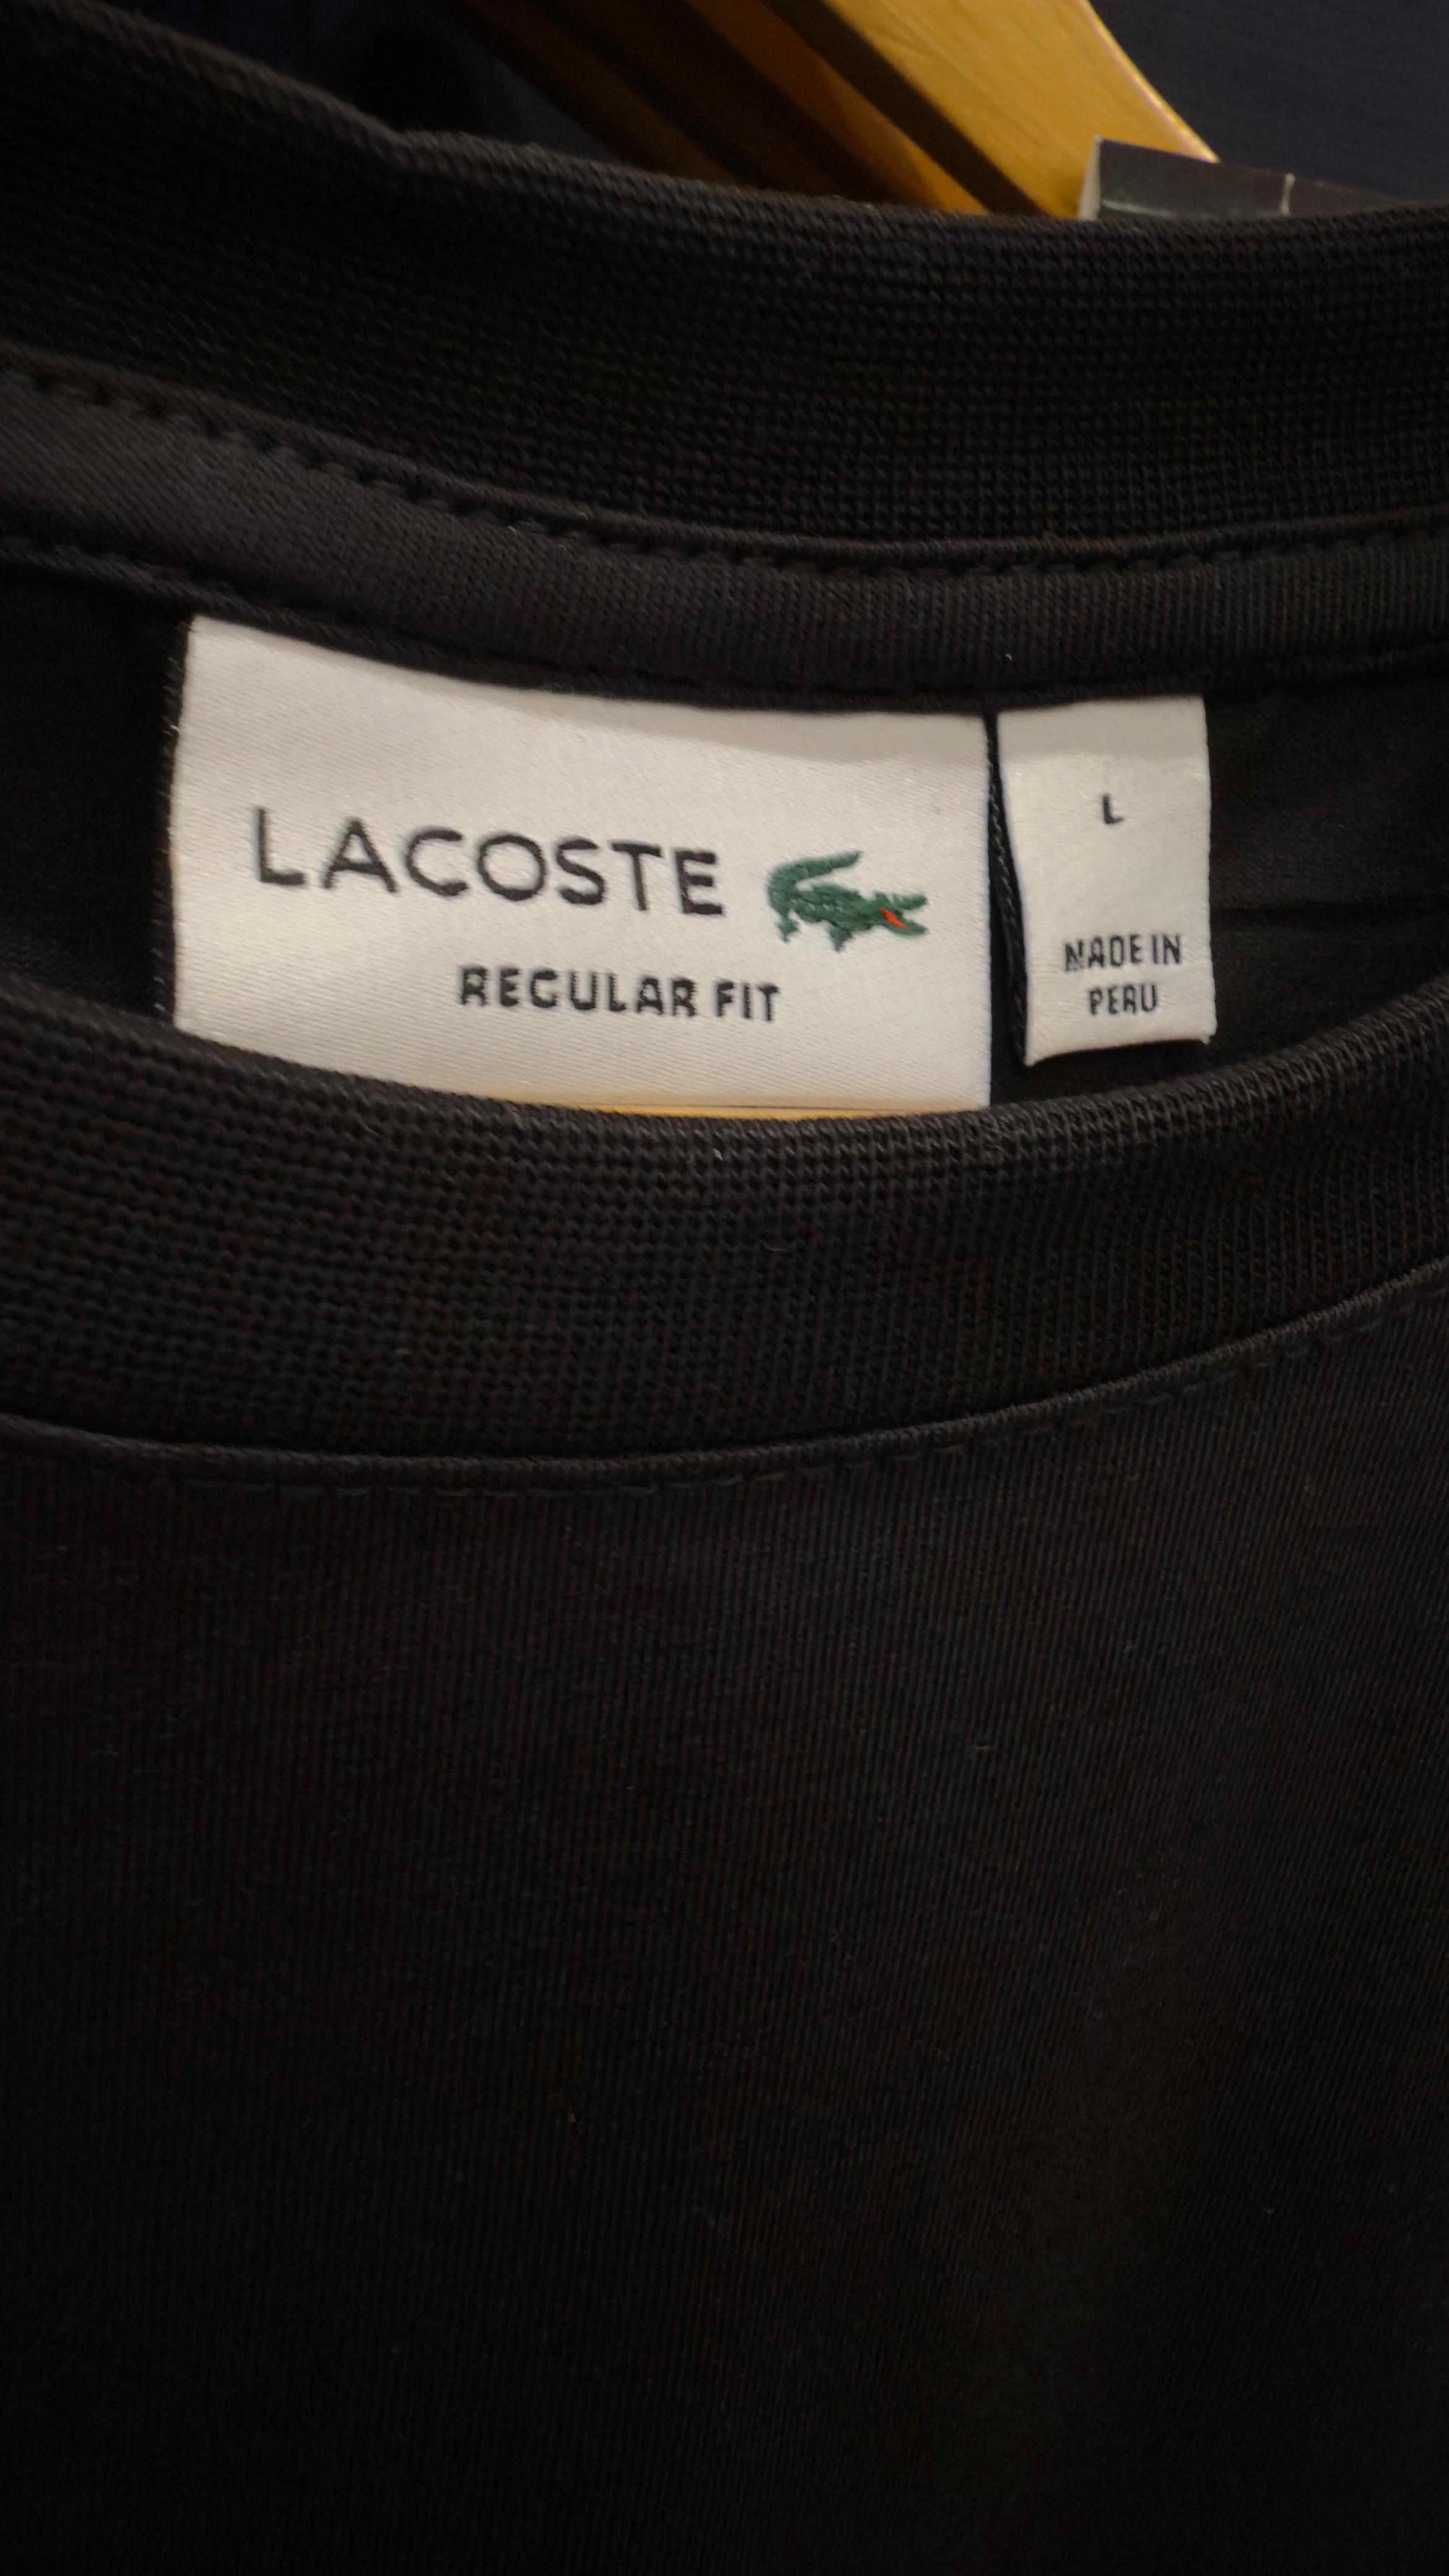 LACOSTE
REGULAR FIT
L
MADE IN
PERU